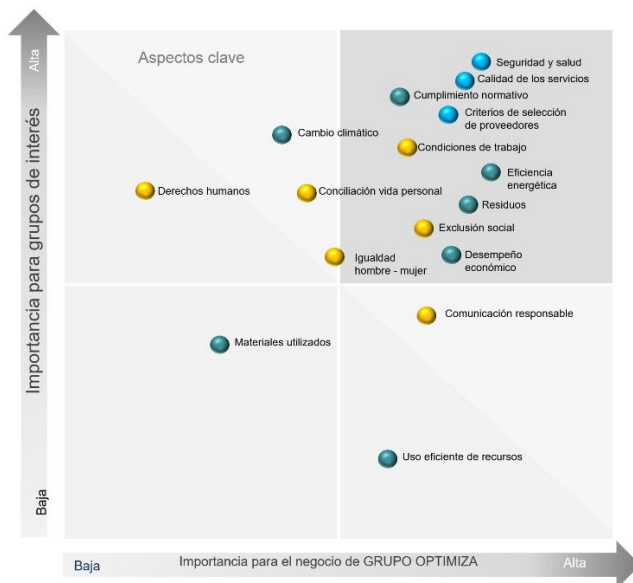 Alta
Aspectos clave
Seguridad y salud
Calidad de los servicios
Cumplimiento normativo
Criterios de selección
de proveedores
Cambio climático
Condiciones de trabajo
Eficiencia
energética
Derechos humanos
Conciliación vida personal
Residuos
Exclusión social
Igualdad
hombre - mujer
Desempeño
económico
Importancia para grupos de interés
Comunicación responsable
Materiales utilizados
Uso eficiente de recursos
Baja
Baja
Importancia para el negocio de GRUPO OPTIMIZA
Alta